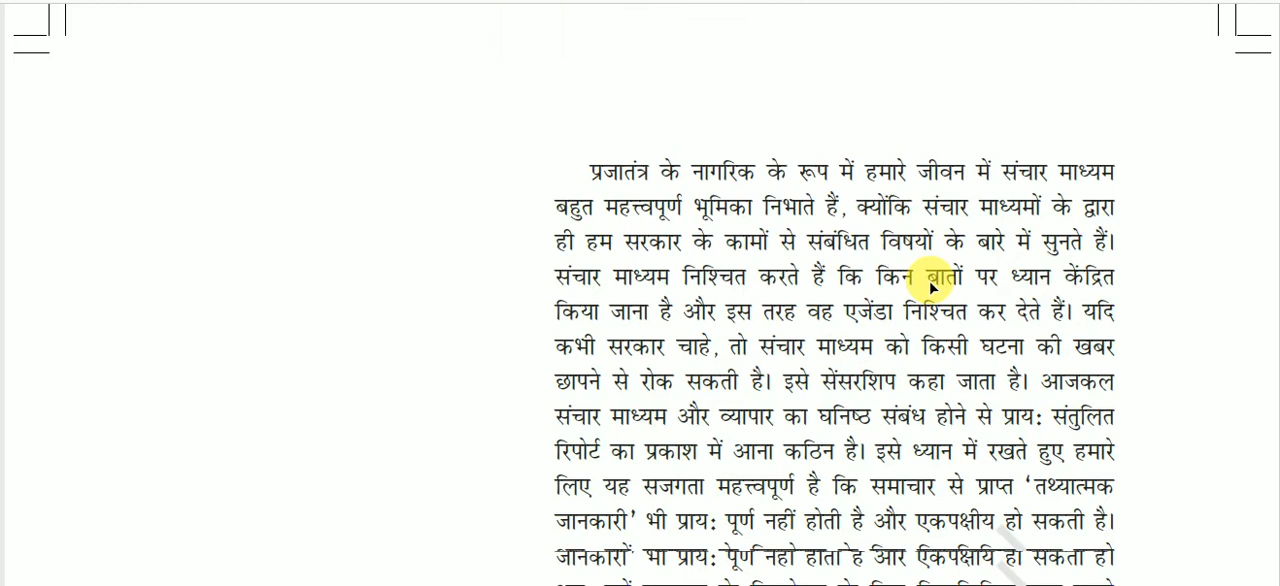 प्रजातंत्र के नागरिक के रूप में हमारे जीवन में संचार माध्यम
बहुत महत्त्वपूर्ण भूमिका निभाते हैं, क्योंकि संचार माध्यमों के द्वारा
ही हम सरकार के कामों से संबंधित विषयों के बारे में सुनते हैं।
संचार माध्यम निश्चित करते हैं कि किन बातों पर ध्यान केंद्रित
किया जाना है और इस तरह वह एजेंडा निश्चित कर देते हैं। यदि
कभी सरकार चाहे, तो संचार माध्यम को किसी घटना की खबर
छापने से रोक सकती है। इसे सेंसरशिप कहा जाता है। आजकल
संचार माध्यम और व्यापार का घनिष्ठ संबंध होने से प्राय: संतुलित
रिपोर्ट का प्रकाश में आना कठिन है। इसे ध्यान में रखते हुए हमारे
लिए यह सजगता महत्त्वपूर्ण है कि समाचार से प्राप्त ‘तथ्यात्मक
जानकारी’ भी प्राय: पूर्ण नहीं होती है और एकपक्षीय हो सकती है।